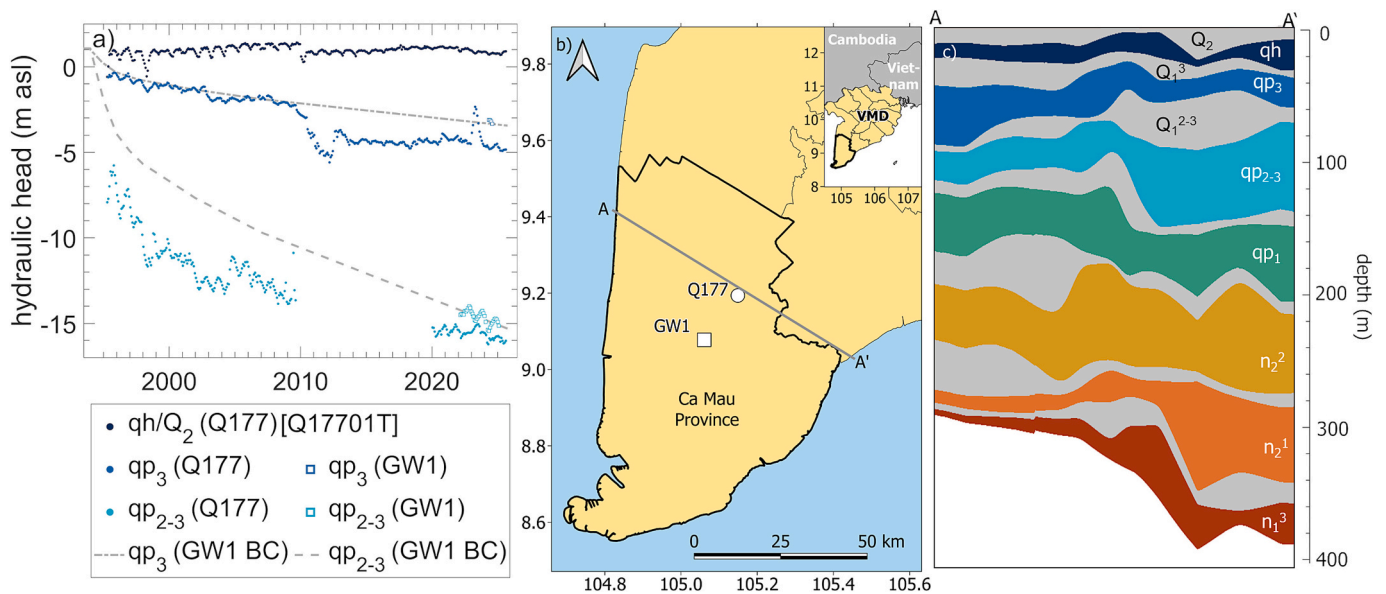 a)
hydraulic head (m asl)
0
-5
-10
-15
2000 2010 2020
qh/Q2 (Q177) [Q17701T]
qp3 (Q177) qp3 (GW1)
qp2-3 (Q177) qp2-3 (GW1)
qp3 (GW1 BC) qp2-3 (GW1 BC)
b)
9.8
9.6
9.4
9.2
9.0
8.8
8.6
104.8 105.0 105.2 105.4 105.6
Cambodia
Viet-
nam
VMD
12
11
10
9
8
105 106 107
A
Q177
GW1
A'
Ca Mau
Province
0 25 50 km
A A'
c)
Q2
qh
Q1^3
qp3
Q1^2-3
qp2-3
qp1
n2^2
n2^1
n1^3
0
100
200
300
400
depth (m)